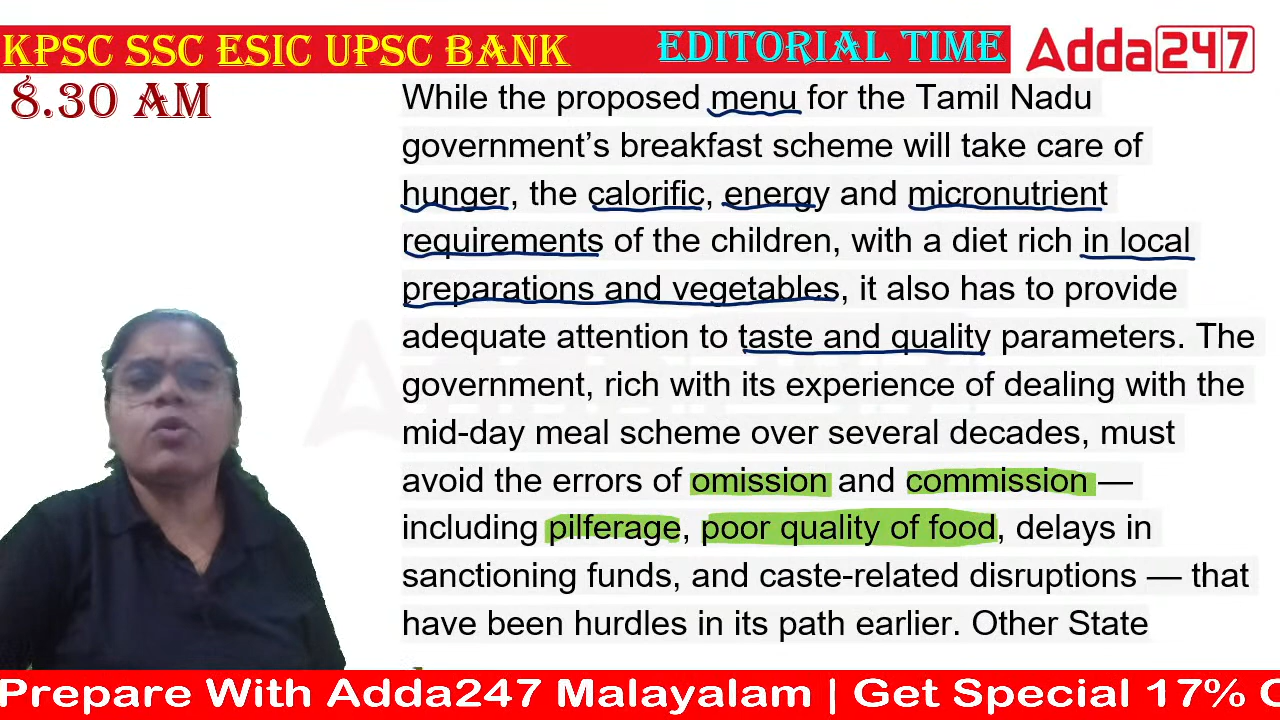 KPSC SSC ESIC UPSC BANK
EDITORIAL TIME
Adda247
8.30 AM
While the proposed menu for the Tamil Nadu
government’s breakfast scheme will take care of
hunger, the calorific, energy and micronutrient
requirements of the children, with a diet rich in local
preparations and vegetables, it also has to provide
adequate attention to taste and quality parameters. The
government, rich with its experience of dealing with the
mid-day meal scheme over several decades, must
avoid the errors of omission and commission —
including pilferage, poor quality of food, delays in
sanctioning funds, and caste-related disruptions — that
have been hurdles in its path earlier. Other State
Prepare With Adda247 Malayalam | Get Special 17%